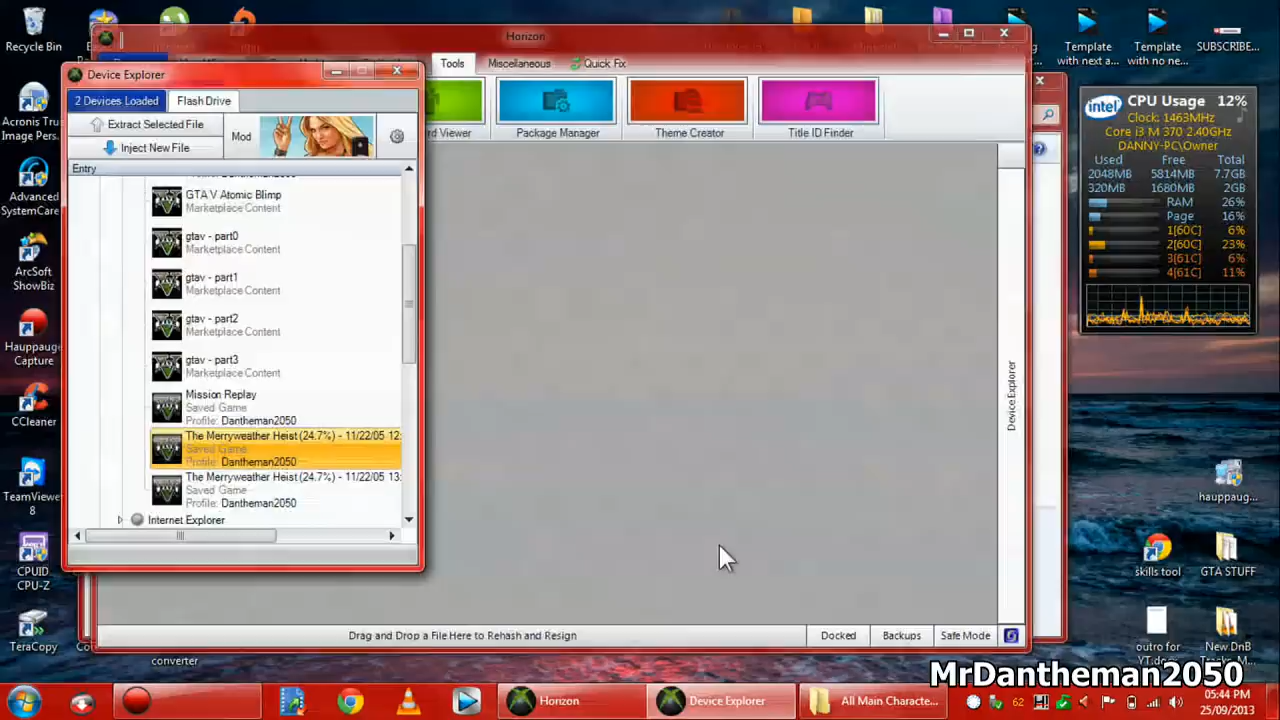 Recycle Bin
Horizon
Template with next a...
Template with no ne...
SUBSCRIBE...
Tools
Miscellaneous
Quick Fix
Device Explorer
2 Devices Loaded
Flash Drive
Extract Selected File
Inject New File
Mod
Viewer
Package Manager
Theme Creator
Title ID Finder
Entry
GTA V Atomic Blimp
Marketplace Content
gtav - part0
Marketplace Content
gtav - part1
Marketplace Content
gtav - part2
Marketplace Content
gtav - part3
Marketplace Content
Mission Replay
Saved Game
Profile: Dantheman2050
The Merryweather Heist (24.7%) - 11/22/05 12:
Saved Game
Profile: Dantheman2050
The Merryweather Heist (24.7%) - 11/22/05 13:
Saved Game
Profile: Dantheman2050
Internet Explorer
Device Explorer
Drag and Drop a File Here to Rehash and Resign
Docked
Backups
Safe Mode
intel
CPU Usage 12%
Clock: 1463MHz
Core i3 M 370 2.40GHz
DANNY-PC\Owner
Used Free Total
2048MB 5814MB 7.7GB
320MB 1680MB 2GB
RAM 26%
Page 16%
1[60C] 6%
2[60C] 23%
3[61C] 6%
4[61C] 11%
Acronis Tru...
Image Pers...
Advanced
SystemCare...
ArcSoft
ShowBiz
Hauppauge
Capture
CCleaner
TeamViewer
8
CPUID
CPU-Z
TeraCopy
converter
hauppaug...
skills tool
GTA STUFF
outro for
YT.doc...
New DnB
MrDantheman2050
Horizon
Device Explorer
All Main Characte...
62
05:44 PM
25/09/2013